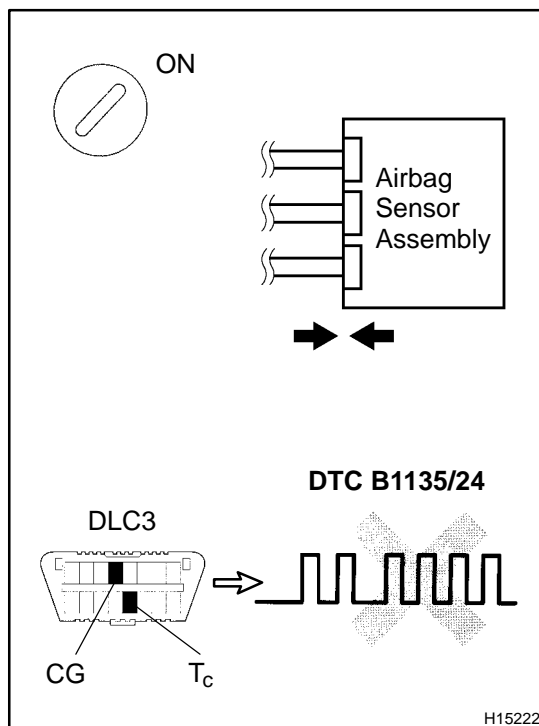 ON
Airbag
Sensor
Assembly
DTC B1135/24
DLC3
CG
Tc
H15222